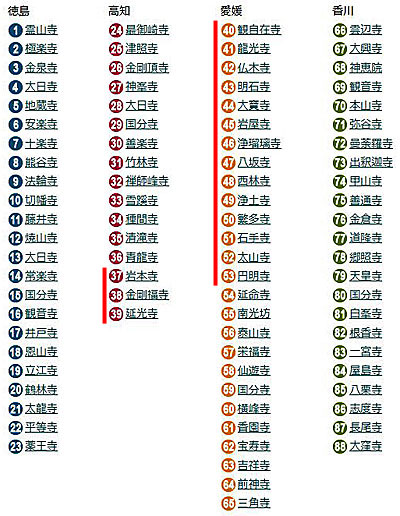 徳島
1 霊山寺
2 極楽寺
3 金泉寺
4 大日寺
5 地蔵寺
6 安楽寺
7 十楽寺
8 熊谷寺
9 法輪寺
10 切幡寺
11 藤井寺
12 焼山寺
13 大日寺
14 常楽寺
15 国分寺
16 観音寺
17 井戸寺
18 恩山寺
19 立江寺
20 鶴林寺
21 太龍寺
22 平等寺
23 薬王寺
高知
24 最御崎寺
25 津照寺
26 金剛頂寺
27 神峯寺
28 大日寺
29 国分寺
30 善楽寺
31 竹林寺
32 禅師峰寺
33 雪蹊寺
34 種間寺
35 清滝寺
36 青龍寺
37 岩本寺
38 金剛福寺
39 延光寺
愛媛
40 観自在寺
41 龍光寺
42 仏木寺
43 明石寺
44 大寳寺
45 岩屋寺
46 浄瑠璃寺
47 八坂寺
48 西林寺
49 浄土寺
50 繁多寺
51 石手寺
52 太山寺
53 円明寺
54 延命寺
55 南光坊
56 泰山寺
57 栄福寺
58 仙遊寺
59 国分寺
60 横峰寺
61 香園寺
62 宝寿寺
63 吉祥寺
64 前神寺
65 三角寺
香川
66 雲辺寺
67 大興寺
68 神恵院
69 観音寺
70 本山寺
71 弥谷寺
72 曼荼羅寺
73 出釈迦寺
74 甲山寺
75 善通寺
76 金倉寺
77 道隆寺
78 郷照寺
79 天皇寺
80 国分寺
81 白峯寺
82 根香寺
83 一宮寺
84 屋島寺
85 八栗寺
86 志度寺
87 長尾寺
88 大窪寺